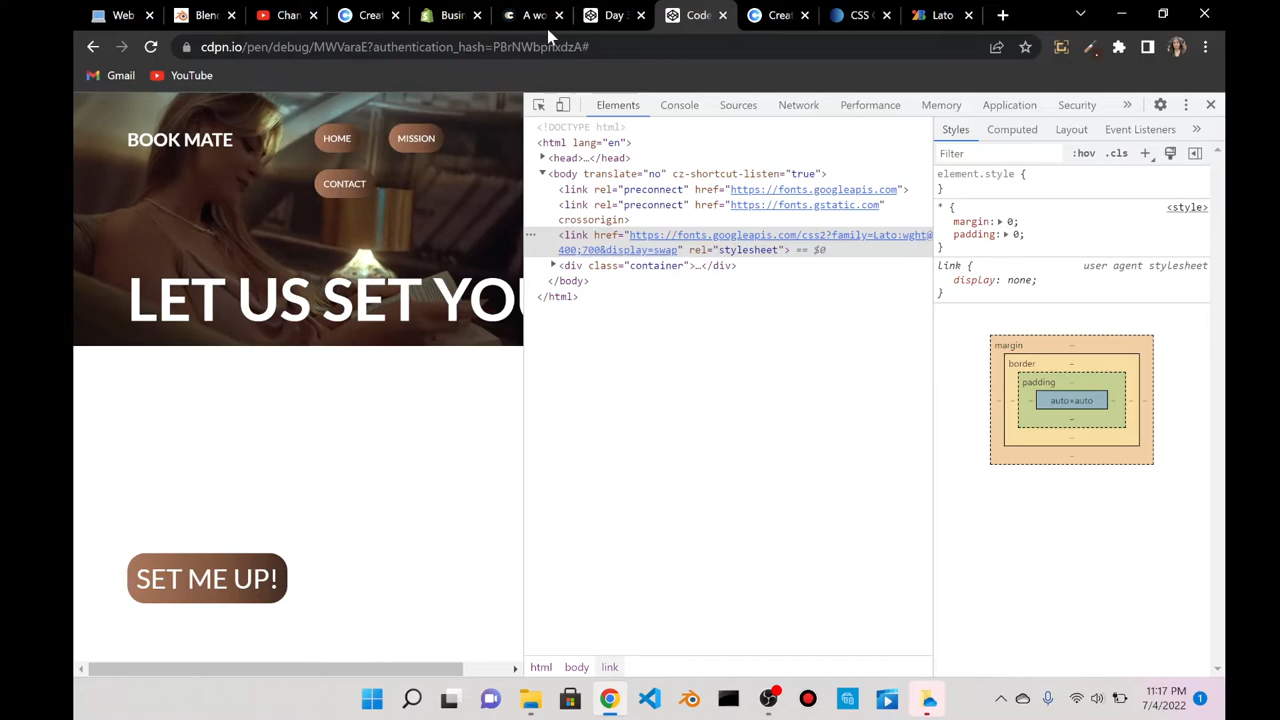 Web
Blen
Chan
Creat
Busin
A wo
Day
Code
Creat
CSS G
Lato
cdpn.io/pen/debug/MWVaraE?authentication_hash=PBrNWbpnxdzA#
Gmail
YouTube
BOOK MATE
HOME
MISSION
CONTACT
LET US SET YOU
SET ME UP!
Elements
Console
Sources
Network
Performance
Memory
Application
Security
<!DOCTYPE html>
<html lang="en">
<head>…</head>
<body translate="no" cz-shortcut-listen="true">
<link rel="preconnect" href="https://fonts.googleapis.com">
<link rel="preconnect" href="https://fonts.gstatic.com"
crossorigin>
<link href="https://fonts.googleapis.com/css2?family=Lato:wght@
400;700&display=swap" rel="stylesheet"> == $0
<div class="container">…</div>
</body>
</html>
html
body
link
Styles
Computed
Layout
Event Listeners
Filter
:hov
.cls
element.style {
}
* {
<style>
margin: 0;
padding: 0;
}
link {
user agent stylesheet
display: none;
}
margin
–
border
–
padding
–
auto×auto
–
–
–
11:17 PM
7/4/2022
1